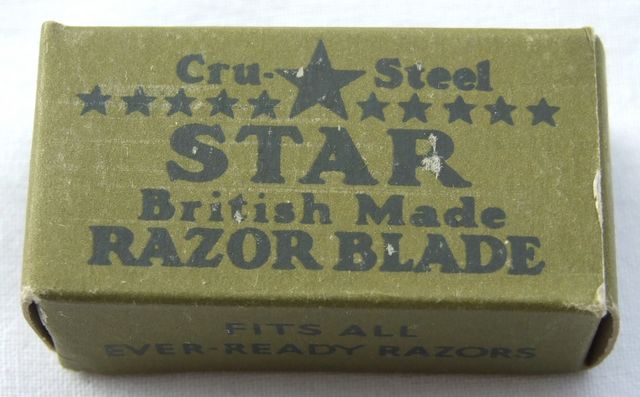 Cru- Steel
STAR
British Made
RAZOR BLADE
FITS ALL
EVER-READY RAZORS